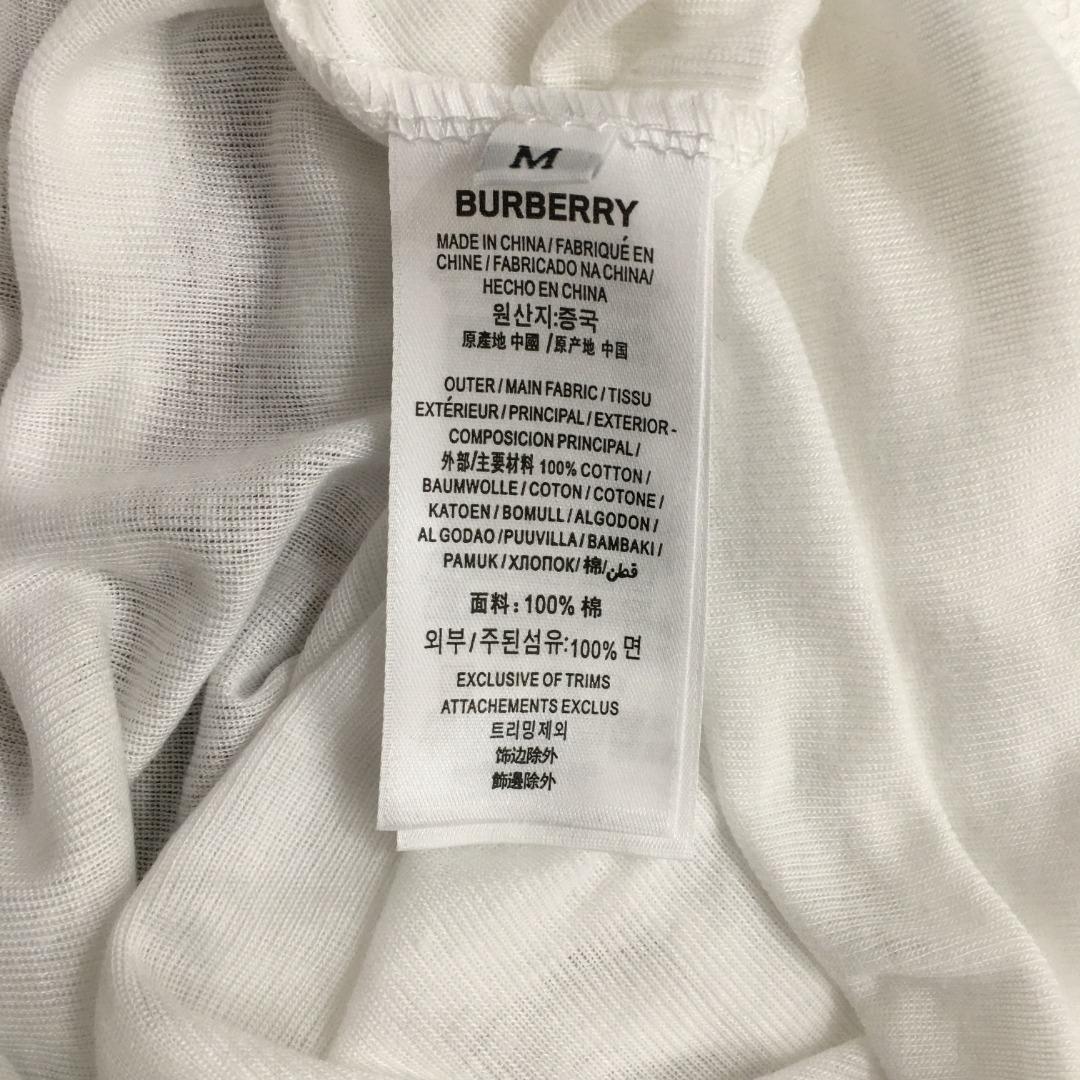 M
BURBERRY
MADE IN CHINA / FABRIQUÉ EN
CHINE / FABRICADO NA CHINA/
HECHO EN CHINA
원산지:중국
原產地 中國 /原产地 中国
OUTER / MAIN FABRIC / TISSU
EXTÉRIEUR / PRINCIPAL / EXTERIOR -
COMPOSICION PRINCIPAL /
外部/主要材料 100% COTTON /
BAUMWOLLE / COTON / COTONE /
KATOEN / BOMULL / ALGODON /
AL GODAO /PUUVILLA / BAMBAKI /
PAMUK / ХЛОПОК/ 棉/قطن
面料：100% 棉
외부/주된섬유:100% 면
EXCLUSIVE OF TRIMS
ATTACHEMENTS EXCLUS
트리밍제외
饰边除外
飾邊除外